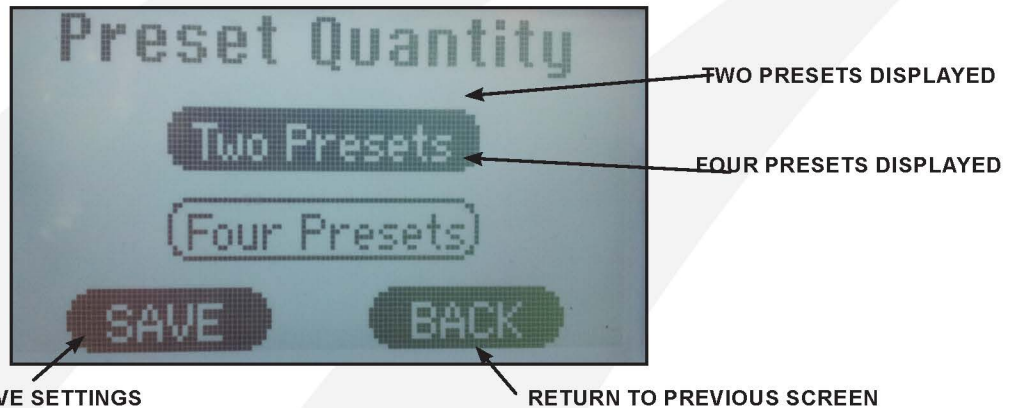 Preset Quantity
TWO PRESETS DISPLAYED
Two Presets
FOUR PRESETS DISPLAYED
Four Presets
SAVE
BACK
VE SETTINGS
RETURN TO PREVIOUS SCREEN